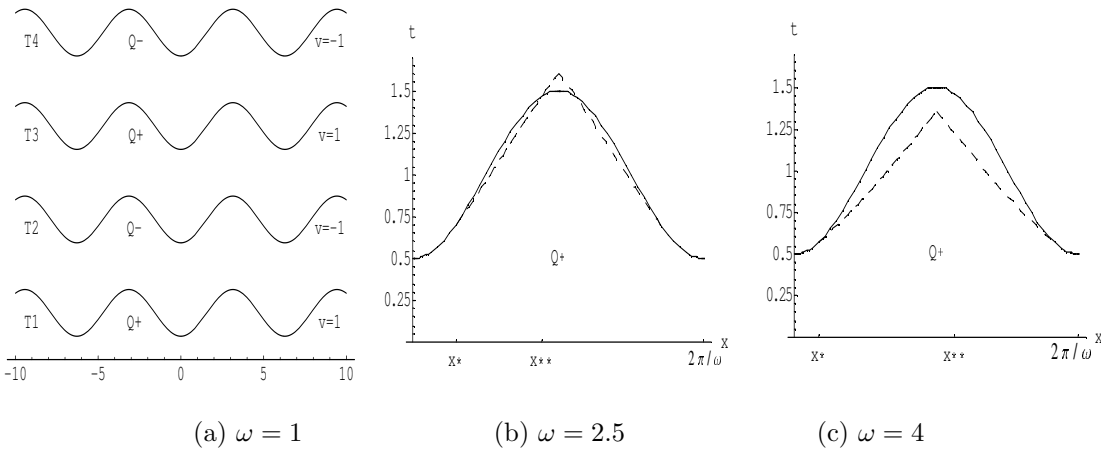 T4 Q- v=-1
T3 Q+ v=1
T2 Q- v=-1
T1 Q+ v=1
-10 -5 0 5 10
(a) ω = 1
t
1.5
1.25
1
0.75
0.5
0.25
Q+
x* x** 2π/ω x
(b) ω = 2.5
t
1.5
1.25
1
0.75
0.5
0.25
Q+
x* x** 2π/ω x
(c) ω = 4